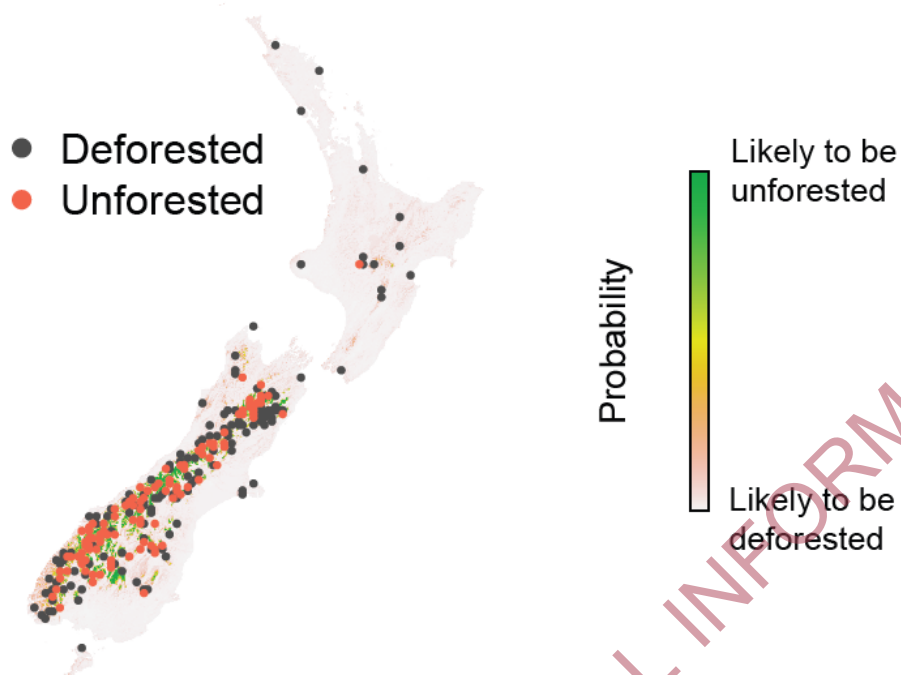 Deforested
Unforested
Likely to be
unforested
Probability
Likely to be
deforested